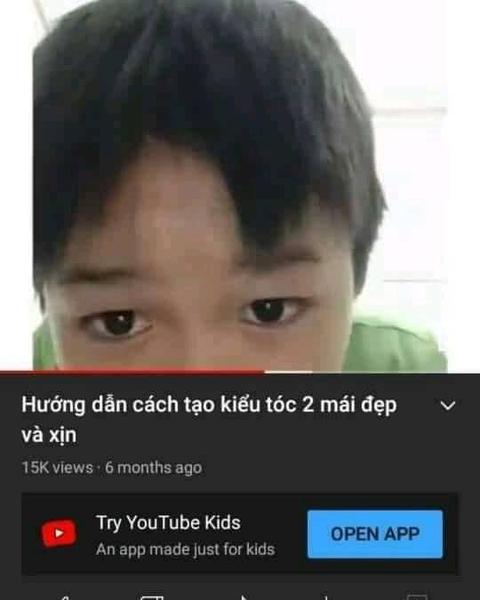 Hướng dẫn cách tạo kiểu tóc 2 mái đẹp
và xịn
15K views · 6 months ago
Try YouTube Kids
An app made just for kids
OPEN APP